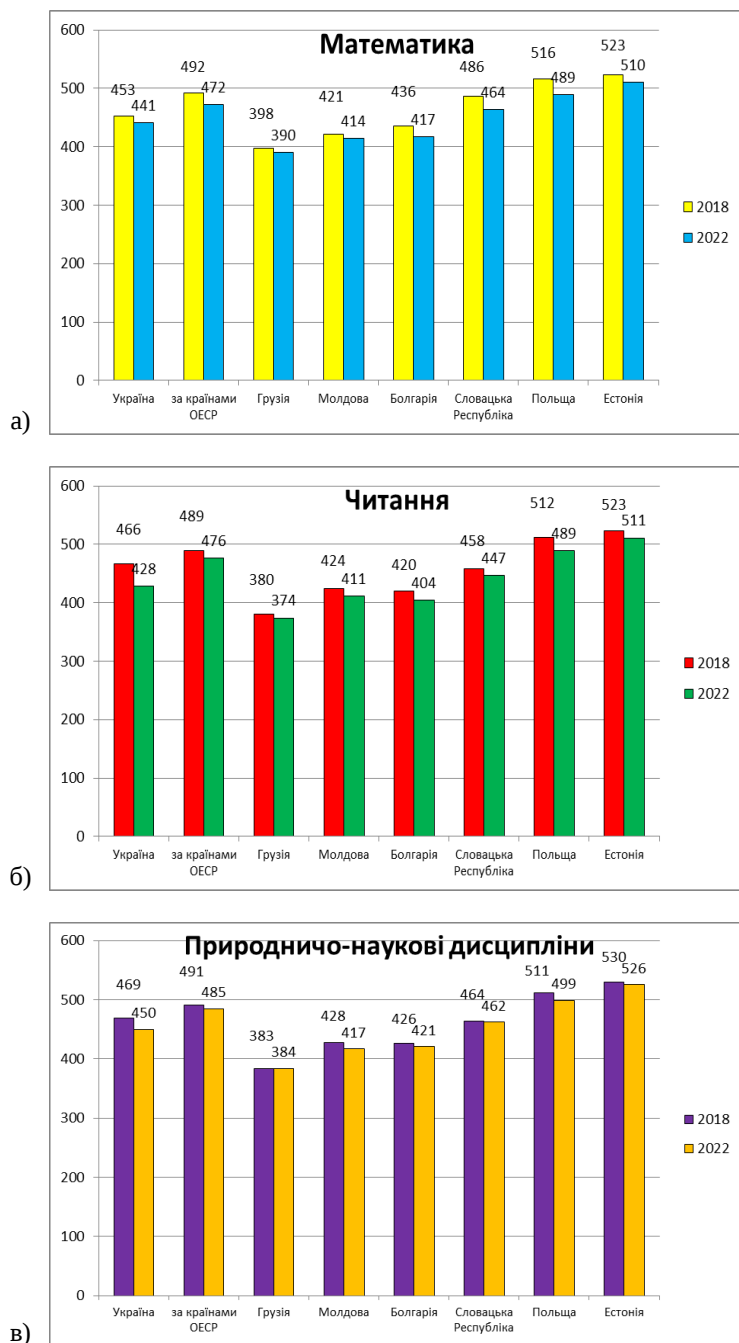 Математика
600
500
400
300
200
100
0
453
441
492
472
398
390
421
414
436
417
486
464
516
489
523
510
2018
2022
Україна
за країнами ОЕСР
Грузія
Молдова
Болгарія
Словацька Республіка
Польща
Естонія
а)
Читання
600
500
400
300
200
100
0
466
428
489
476
380
374
424
411
420
404
458
447
512
489
523
511
2018
2022
Україна
за країнами ОЕСР
Грузія
Молдова
Болгарія
Словацька Республіка
Польща
Естонія
б)
Природничо-наукові дисципліни
600
500
400
300
200
100
0
469
450
491
485
383
384
428
417
426
421
464
462
511
499
530
526
2018
2022
Україна
за країнами ОЕСР
Грузія
Молдова
Болгарія
Словацька Республіка
Польща
Естонія
в)